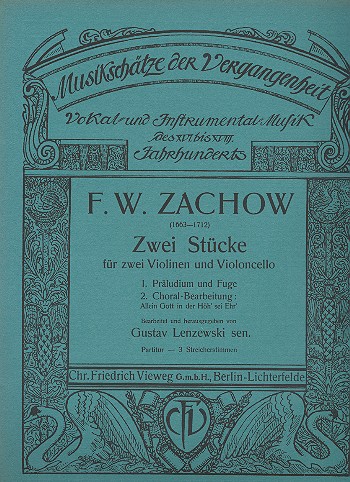 Musikschätze der Vergangenheit
Vokal- und Instrumental-Musik
des XVI. bis XVIII.
Jahrhunderts
F. W. ZACHOW
(1663—1712)
Zwei Stücke
für zwei Violinen und Violoncello
1. Präludium und Fuge
2. Choral-Bearbeitung:
Allein Gott in der Höh' sei Ehr'
Bearbeitet und herausgegeben von
Gustav Lenzewski sen.
Partitur — 3 Streicherstimmen
Chr. Friedrich Vieweg G.m.b.H., Berlin-Lichterfelde
CFV